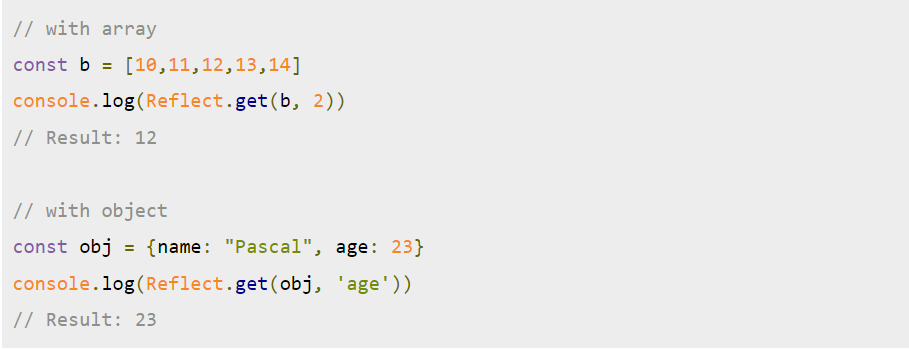 // with array
const b = [10,11,12,13,14]
console.log(Reflect.get(b, 2))
// Result: 12
// with object
const obj = {name: "Pascal", age: 23}
console.log(Reflect.get(obj, 'age'))
// Result: 23